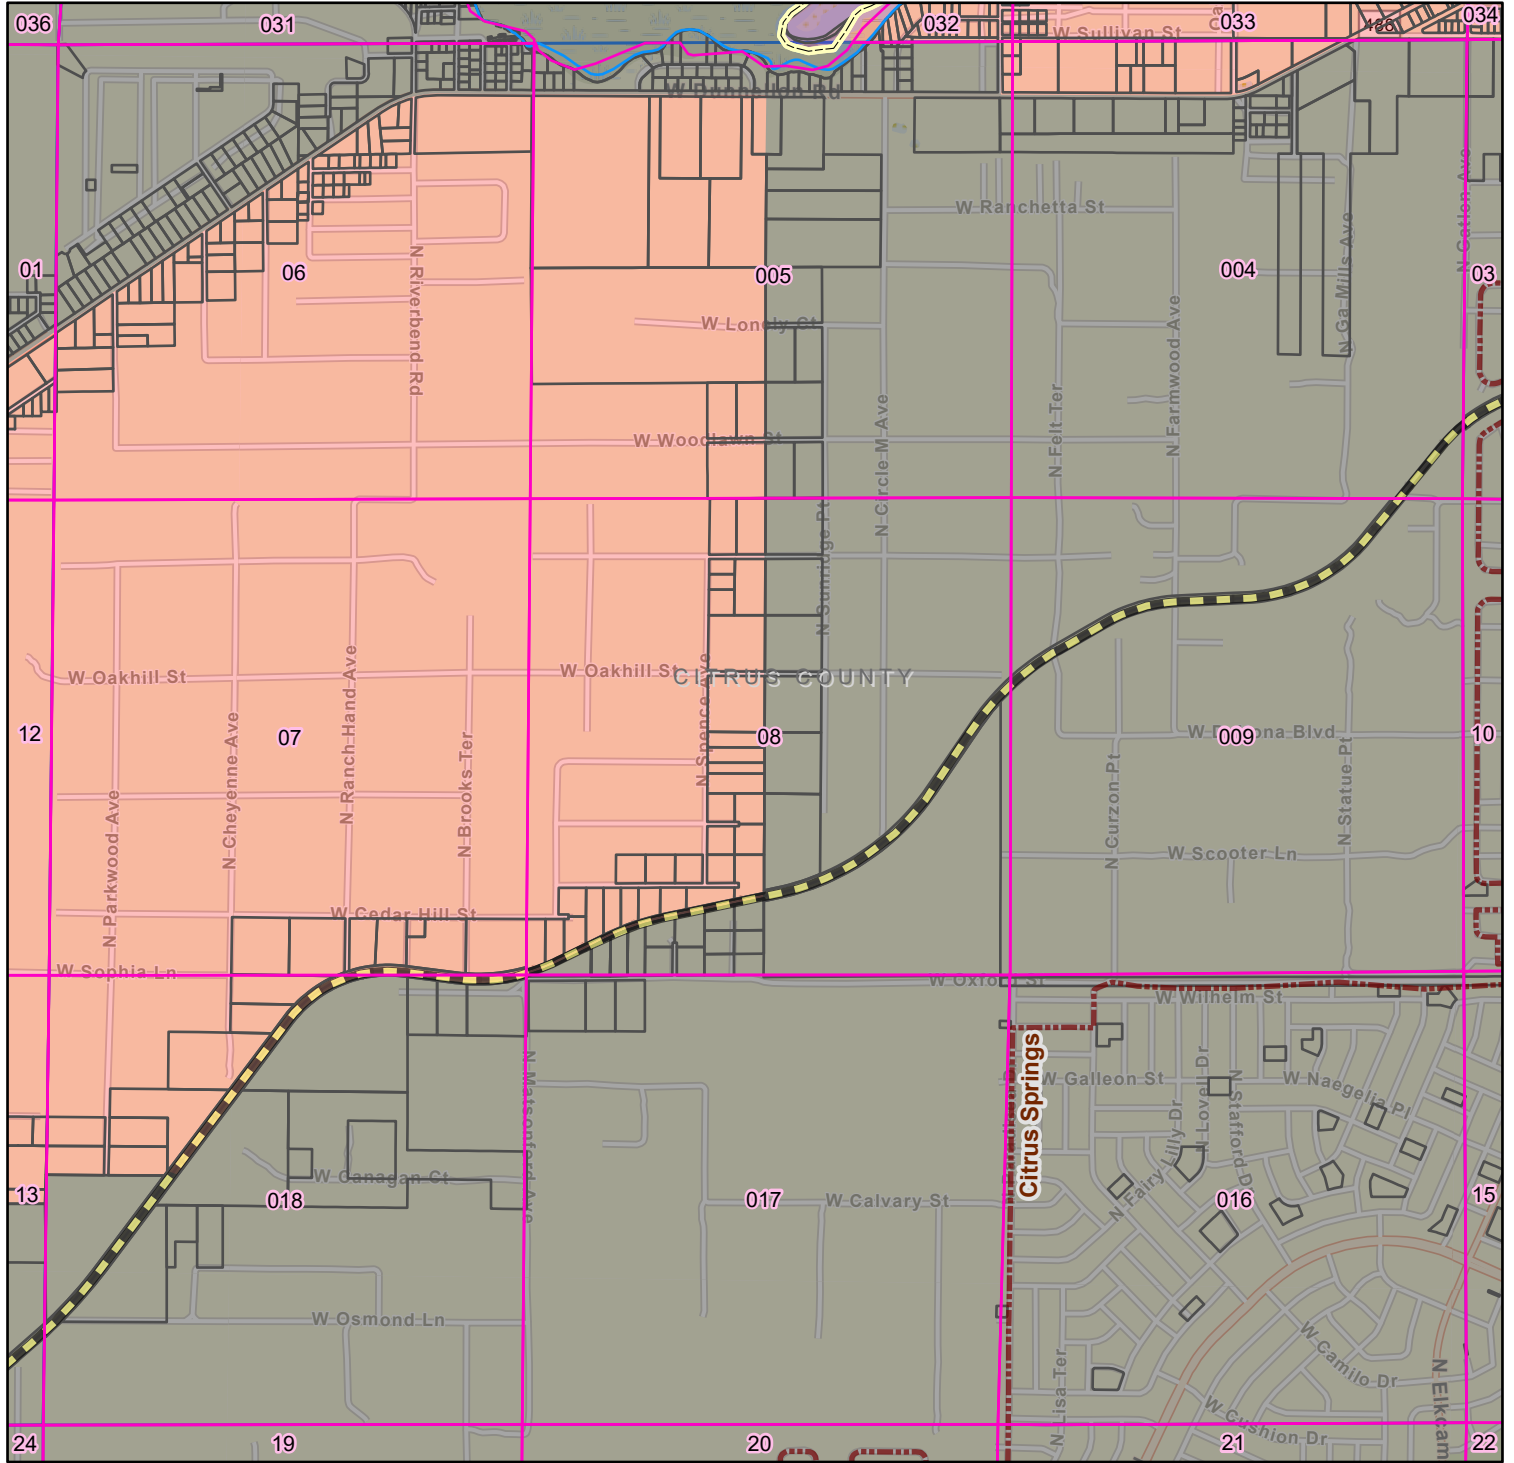 036
031
032
033
034
W Sullivan St
486
W Dunnellon Rd
W Ranchetta St
01
06
005
004
03
N Riverbend Rd
N Ga Mills Ave
N Gatlen Ave
W Lonely Ct
N Circle M Ave
N Felt Ter
N Farmwood Ave
W Woodlawn St
N Sunridge Pt
W Oakhill St
W Oakhill St
CITRUS COUNTY
N Spence Ave
12
07
08
009
10
N Parkwood Ave
N Cheyenne Ave
N Ranch Hand Ave
N Brooks Ter
N Curzon Pt
N Statue Pt
Blvd
W Scooter Ln
W Cedar Hill St
W Sophia Ln
W Oxford St
W Wilhelm St
Citrus Springs
W Galleon St
N Lovell Dr
N Stafford Dr
W Naegelia Pl
N Fairy Lilly Dr
N Matsonford Ave
W Canagan Ct
13
018
017
W Calvary St
016
15
W Osmond Ln
W Camilo Dr
N Lisa Ter
W Cushion Dr
N Elkcam
24
19
20
21
22